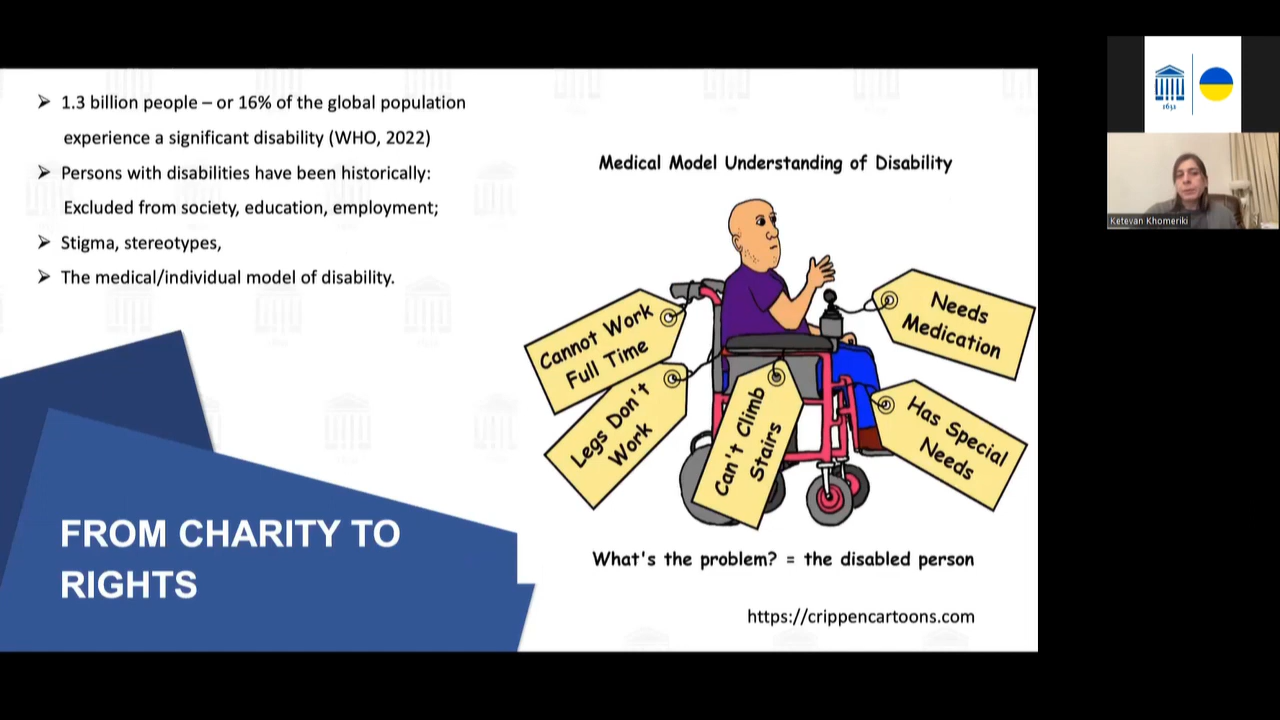 ➢ 1.3 billion people – or 16% of the global population
experience a significant disability (WHO, 2022)
➢ Persons with disabilities have been historically:
Excluded from society, education, employment;
➢ Stigma, stereotypes,
➢ The medical/individual model of disability.
FROM CHARITY TO
RIGHTS
Medical Model Understanding of Disability
Cannot Work
Full Time
Legs Don't
Work
Can't Climb
Stairs
Needs
Medication
Has Special
Needs
What's the problem? = the disabled person
https://crippencartoons.com
1632
Ketevan Khomeriki